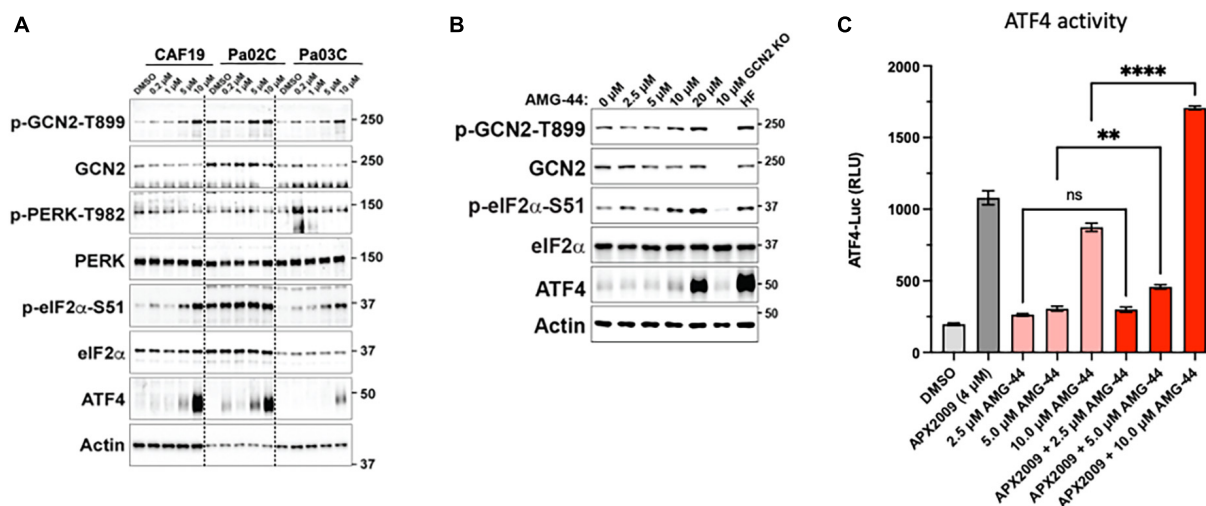 A
CAF19 Pa02C Pa03C
DMSO 0.2 µM 1 µM 5 µM 10 µM DMSO 0.2 µM 1 µM 5 µM 10 µM DMSO 0.2 µM 1 µM 5 µM 10 µM
p-GCN2-T899 250
GCN2 250
p-PERK-T982 150
PERK 150
p-eIF2α-S51 37
eIF2α 37
ATF4 50
Actin
37
B
AMG-44: 0 µM 2.5 µM 5 µM 10 µM 20 µM 10 µM GCN2 KO HF
p-GCN2-T899 250
GCN2 250
p-eIF2α-S51 37
eIF2α 37
ATF4 50
Actin 50
C
ATF4 activity
ATF4-Luc (RLU)
2000
1500
1000
500
0
****
**
ns
DMSO
APX2009 (4 µM)
2.5 µM AMG-44
5.0 µM AMG-44
10.0 µM AMG-44
APX2009 + 2.5 µM AMG-44
APX2009 + 5.0 µM AMG-44
APX2009 + 10.0 µM AMG-44